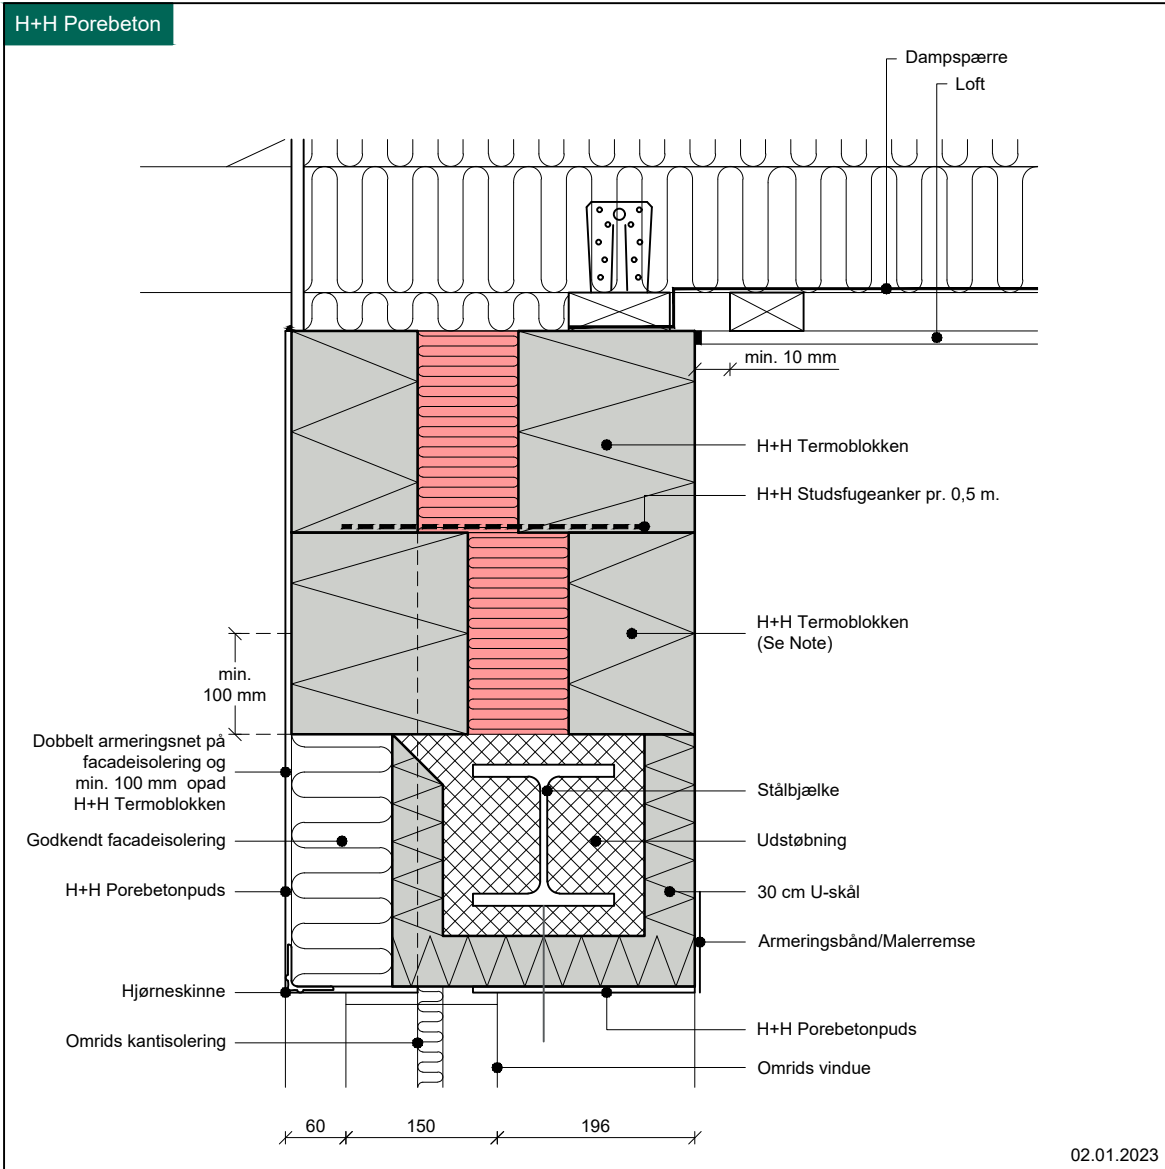 H+H Porebeton
Dampspærre
Loft
min. 10 mm
H+H Termoblokken
H+H Studsfugeanker pr. 0,5 m.
H+H Termoblokken
(Se Note)
min.
100 mm
Dobbelt armeringsnet på
facadeisolering og
min. 100 mm opad
H+H Termoblokken
Godkendt facadeisolering
H+H Porebetonpuds
Hjørneskinne
Omrids kantisolering
Stålbjælke
Udstøbning
30 cm U-skål
Armeringsbånd/Malerremse
H+H Porebetonpuds
Omrids vindue
60 150 196
02.01.2023